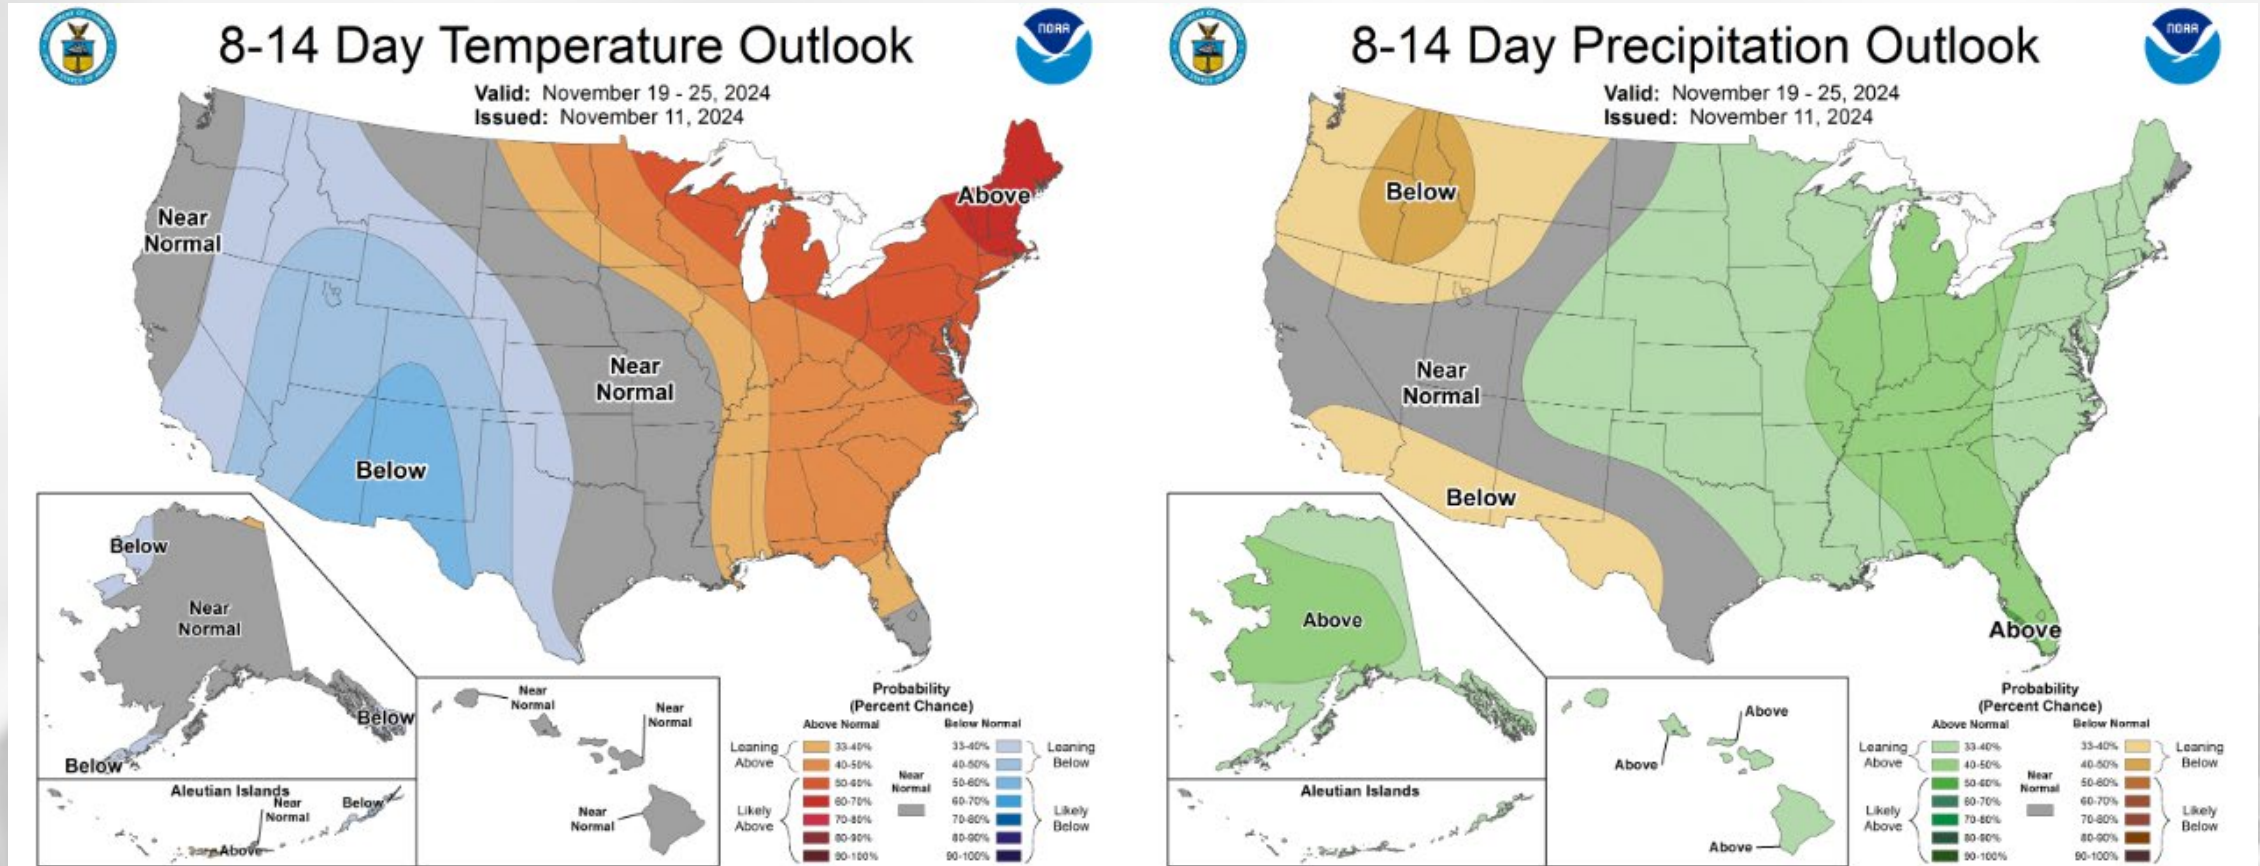 8-14 Day Temperature Outlook
NOAA
Valid: November 19 - 25, 2024
Issued: November 11, 2024
Near
Normal
Above
Near
Normal
Below
Below
Near
Normal
Below
Below
Aleutian Islands
Near
Normal
Below
Above
Near
Normal
Near
Normal
Near
Normal
Probability
(Percent Chance)
Above Normal
Below Normal
Leaning
Above
33-40%
40-50%
Likely
Above
50-60%
60-70%
70-80%
80-90%
90-100%
Near
Normal
33-40%
40-50%
Leaning
Below
50-60%
60-70%
70-80%
80-90%
90-100%
Likely
Below
8-14 Day Precipitation Outlook
NOAA
Valid: November 19 - 25, 2024
Issued: November 11, 2024
Below
Near
Normal
Below
Above
Above
Aleutian Islands
Above
Above
Above
Probability
(Percent Chance)
Above Normal
Below Normal
Leaning
Above
33-40%
40-50%
Likely
Above
50-60%
60-70%
70-80%
80-90%
90-100%
Near
Normal
33-40%
40-50%
Leaning
Below
50-60%
60-70%
70-80%
80-90%
90-100%
Likely
Below